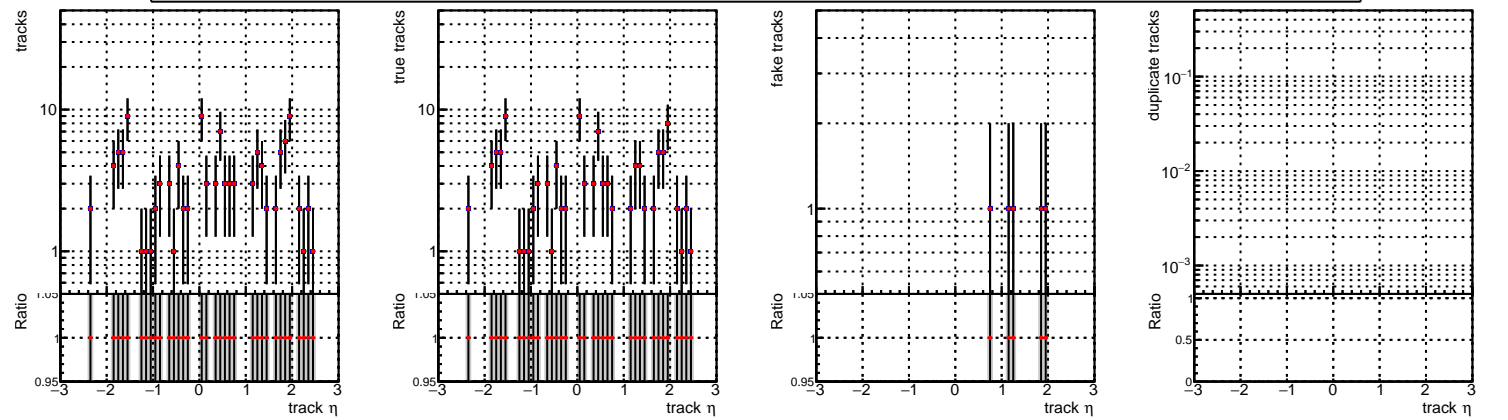 tracks
10
1
Ratio
1.05
1
0.95
−3 −2 −1 0 1 2 3
track η
true tracks
10
1
Ratio
1.05
1
0.95
−3 −2 −1 0 1 2 3
track η
fake tracks
1
Ratio
1.05
1
0.95
−3 −2 −1 0 1 2 3
track η
duplicate tracks
10⁻¹
10⁻²
10⁻³
Ratio
1
0.5
0
−3 −2 −1 0 1 2 3
track η